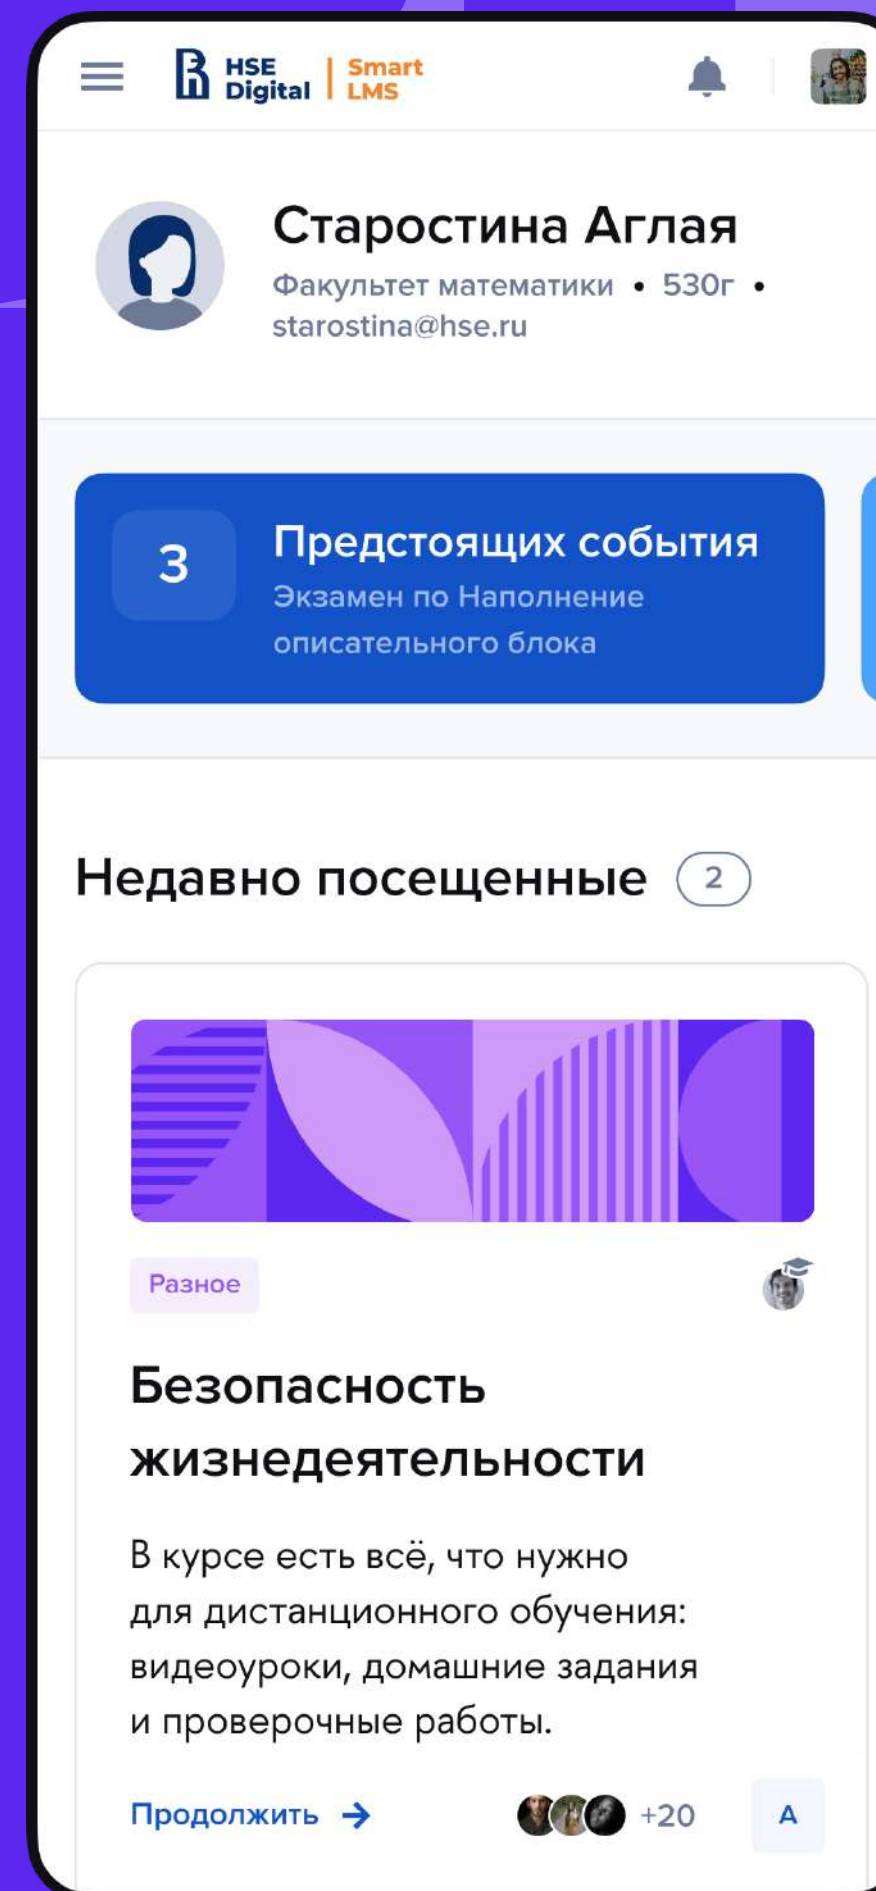 HSE
Digital
Smart
LMS
Старостина Аглая
Факультет математики • 530г •
starostina@hse.ru
3
Предстоящих события
Экзамен по Наполнение
описательного блока
Недавно посещенные 2
Разное
Безопасность
жизнедеятельности
В курсе есть всё, что нужно
для дистанционного обучения:
видеоуроки, домашние задания
и проверочные работы.
Продолжить → +20 А